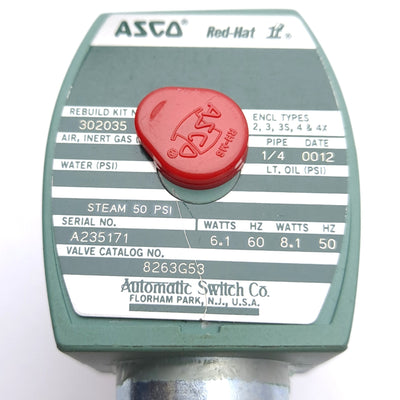 ASCO® Red-Hat II®
REBUILD KIT N ENCL TYPES
302035 2, 3, 3S, 4 & 4X
AIR, INERT GAS ( PIPE DATE
1/4 0012
WATER (PSI) LT. OIL (PSI)
ASCO®
STEAM 50 PSI
SERIAL NO. WATTS HZ WATTS HZ
A235171 6.1 60 8.1 50
VALVE CATALOG NO.
8263G53
Automatic Switch Co.
FLORHAM PARK, N.J., U.S.A.